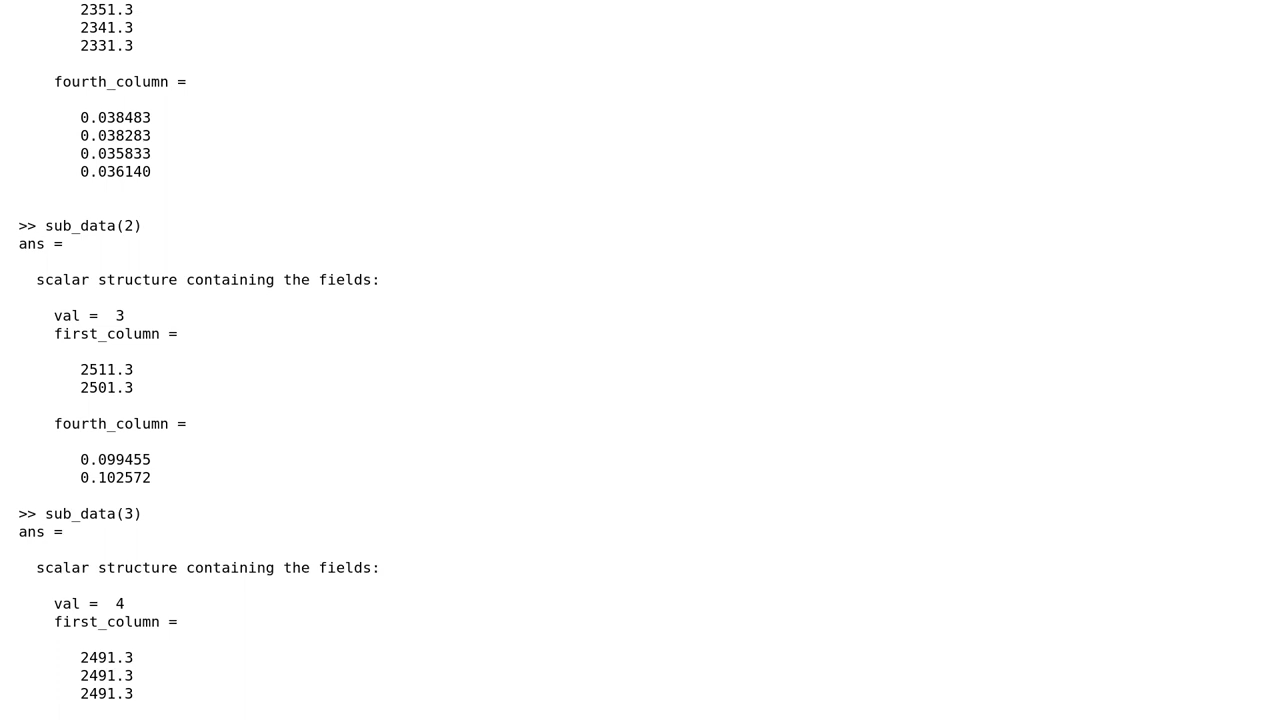 2351.3
2341.3
2331.3
fourth_column =
0.038483
0.038283
0.035833
0.036140
>> sub_data(2)
ans =
scalar structure containing the fields:
val =  3
first_column =
2511.3
2501.3
fourth_column =
0.099455
0.102572
>> sub_data(3)
ans =
scalar structure containing the fields:
val =  4
first_column =
2491.3
2491.3
2491.3